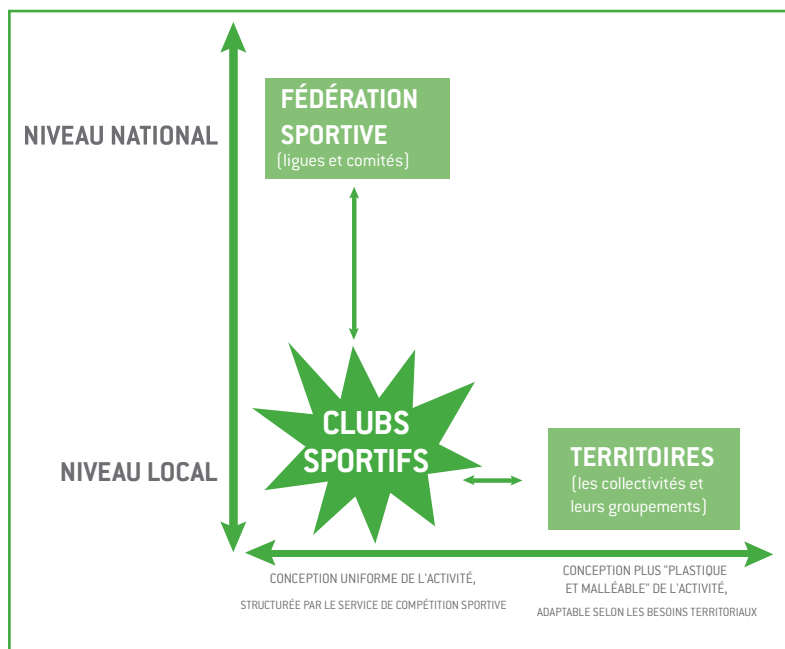 FÉDÉRATION
SPORTIVE
(ligues et comités)
NIVEAU NATIONAL
CLUBS
SPORTIFS
NIVEAU LOCAL
TERRITOIRES
(les collectivités et
leurs groupements)
CONCEPTION UNIFORME DE L'ACTIVITÉ,
STRUCTURÉE PAR LE SERVICE DE COMPÉTITION SPORTIVE
CONCEPTION PLUS "PLASTIQUE
ET MALLÉABLE" DE L'ACTIVITÉ,
ADAPTABLE SELON LES BESOINS TERRITORIAUX